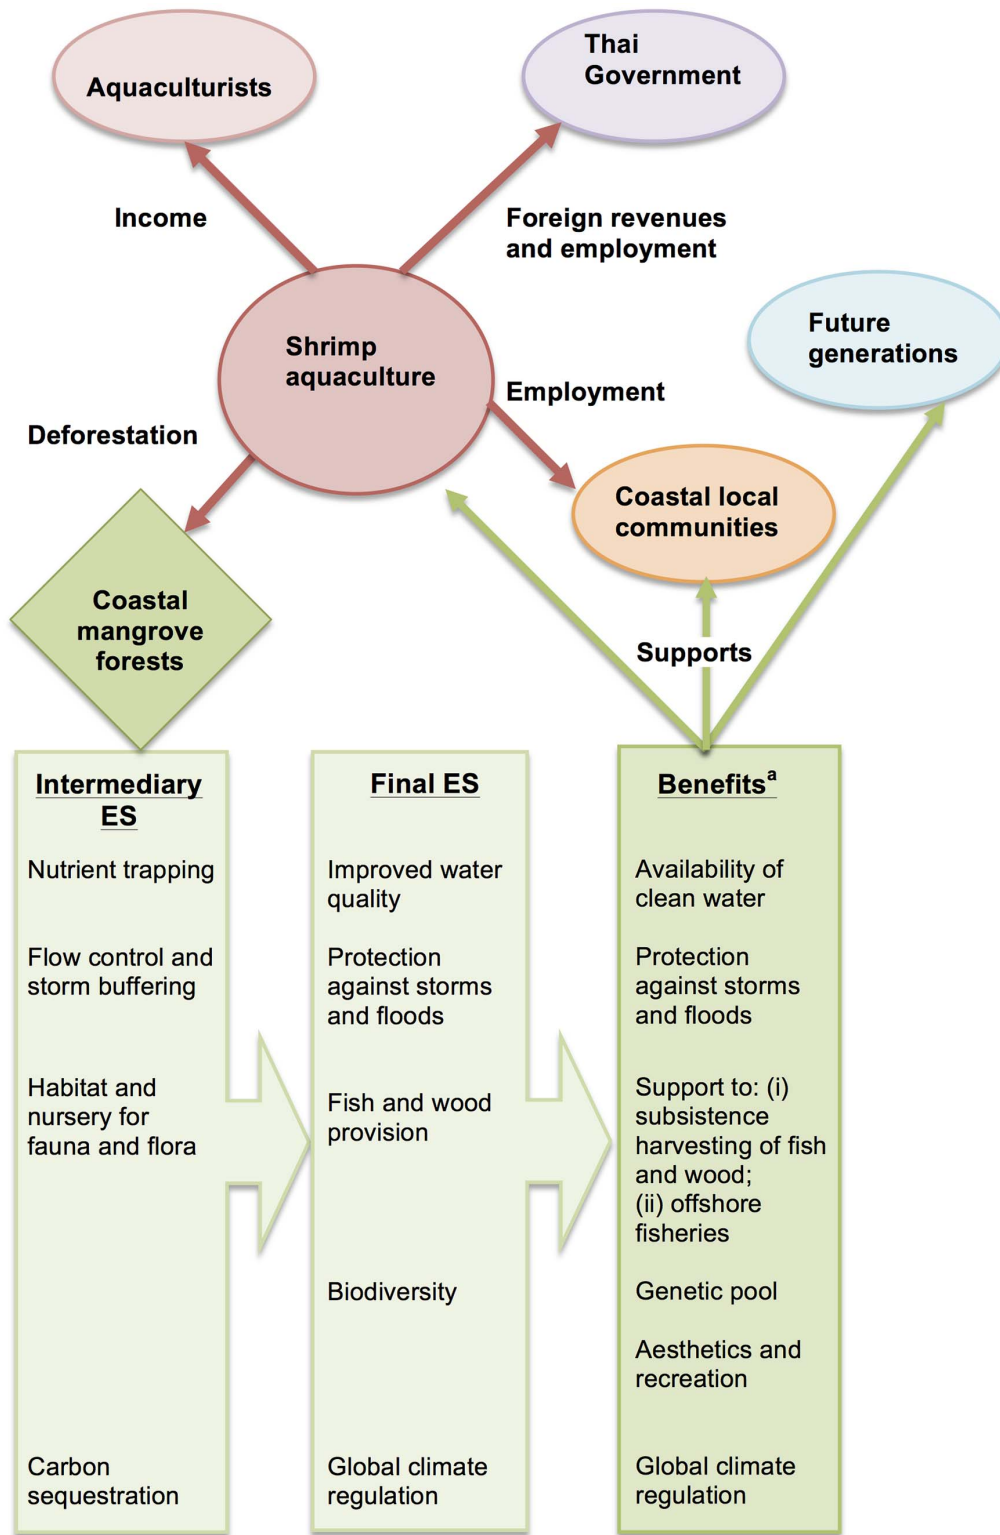 Aquaculturists
Thai
Government
Income
Foreign revenues
and employment
Shrimp
aquaculture
Future
generations
Employment
Deforestation
Coastal local
communities
Coastal
mangrove
forests
Supports
Intermediary
ES
Nutrient trapping
Flow control and
storm buffering
Habitat and
nursery for
fauna and flora
Carbon
sequestration
Final ES
Improved water
quality
Protection
against storms
and floods
Fish and wood
provision
Biodiversity
Global climate
regulation
Benefitsᵃ
Availability of
clean water
Protection
against storms
and floods
Support to: (i)
subsistence
harvesting of fish
and wood;
(ii) offshore
fisheries
Genetic pool
Aesthetics and
recreation
Global climate
regulation